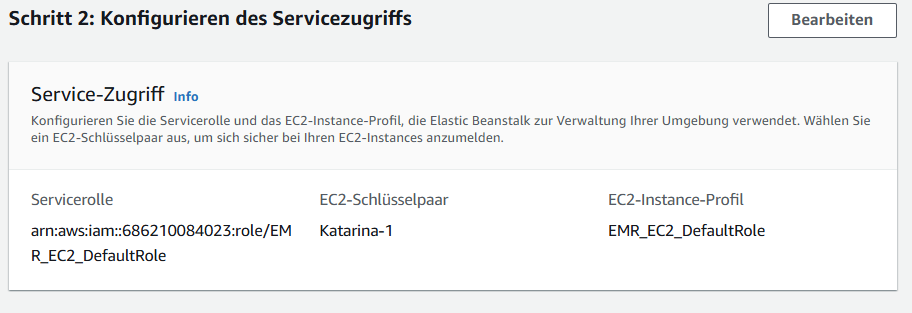 Schritt 2: Konfigurieren des Servicezugriffs
Bearbeiten
Service-Zugriff Info
Konfigurieren Sie die Servicerolle und das EC2-Instance-Profil, die Elastic Beanstalk zur Verwaltung Ihrer Umgebung verwendet. Wählen Sie
ein EC2-Schlüsselpaar aus, um sich sicher bei Ihren EC2-Instances anzumelden.
Servicerolle
arn:aws:iam::686210084023:role/EM
R_EC2_DefaultRole
EC2-Schlüsselpaar
Katarina-1
EC2-Instance-Profil
EMR_EC2_DefaultRole